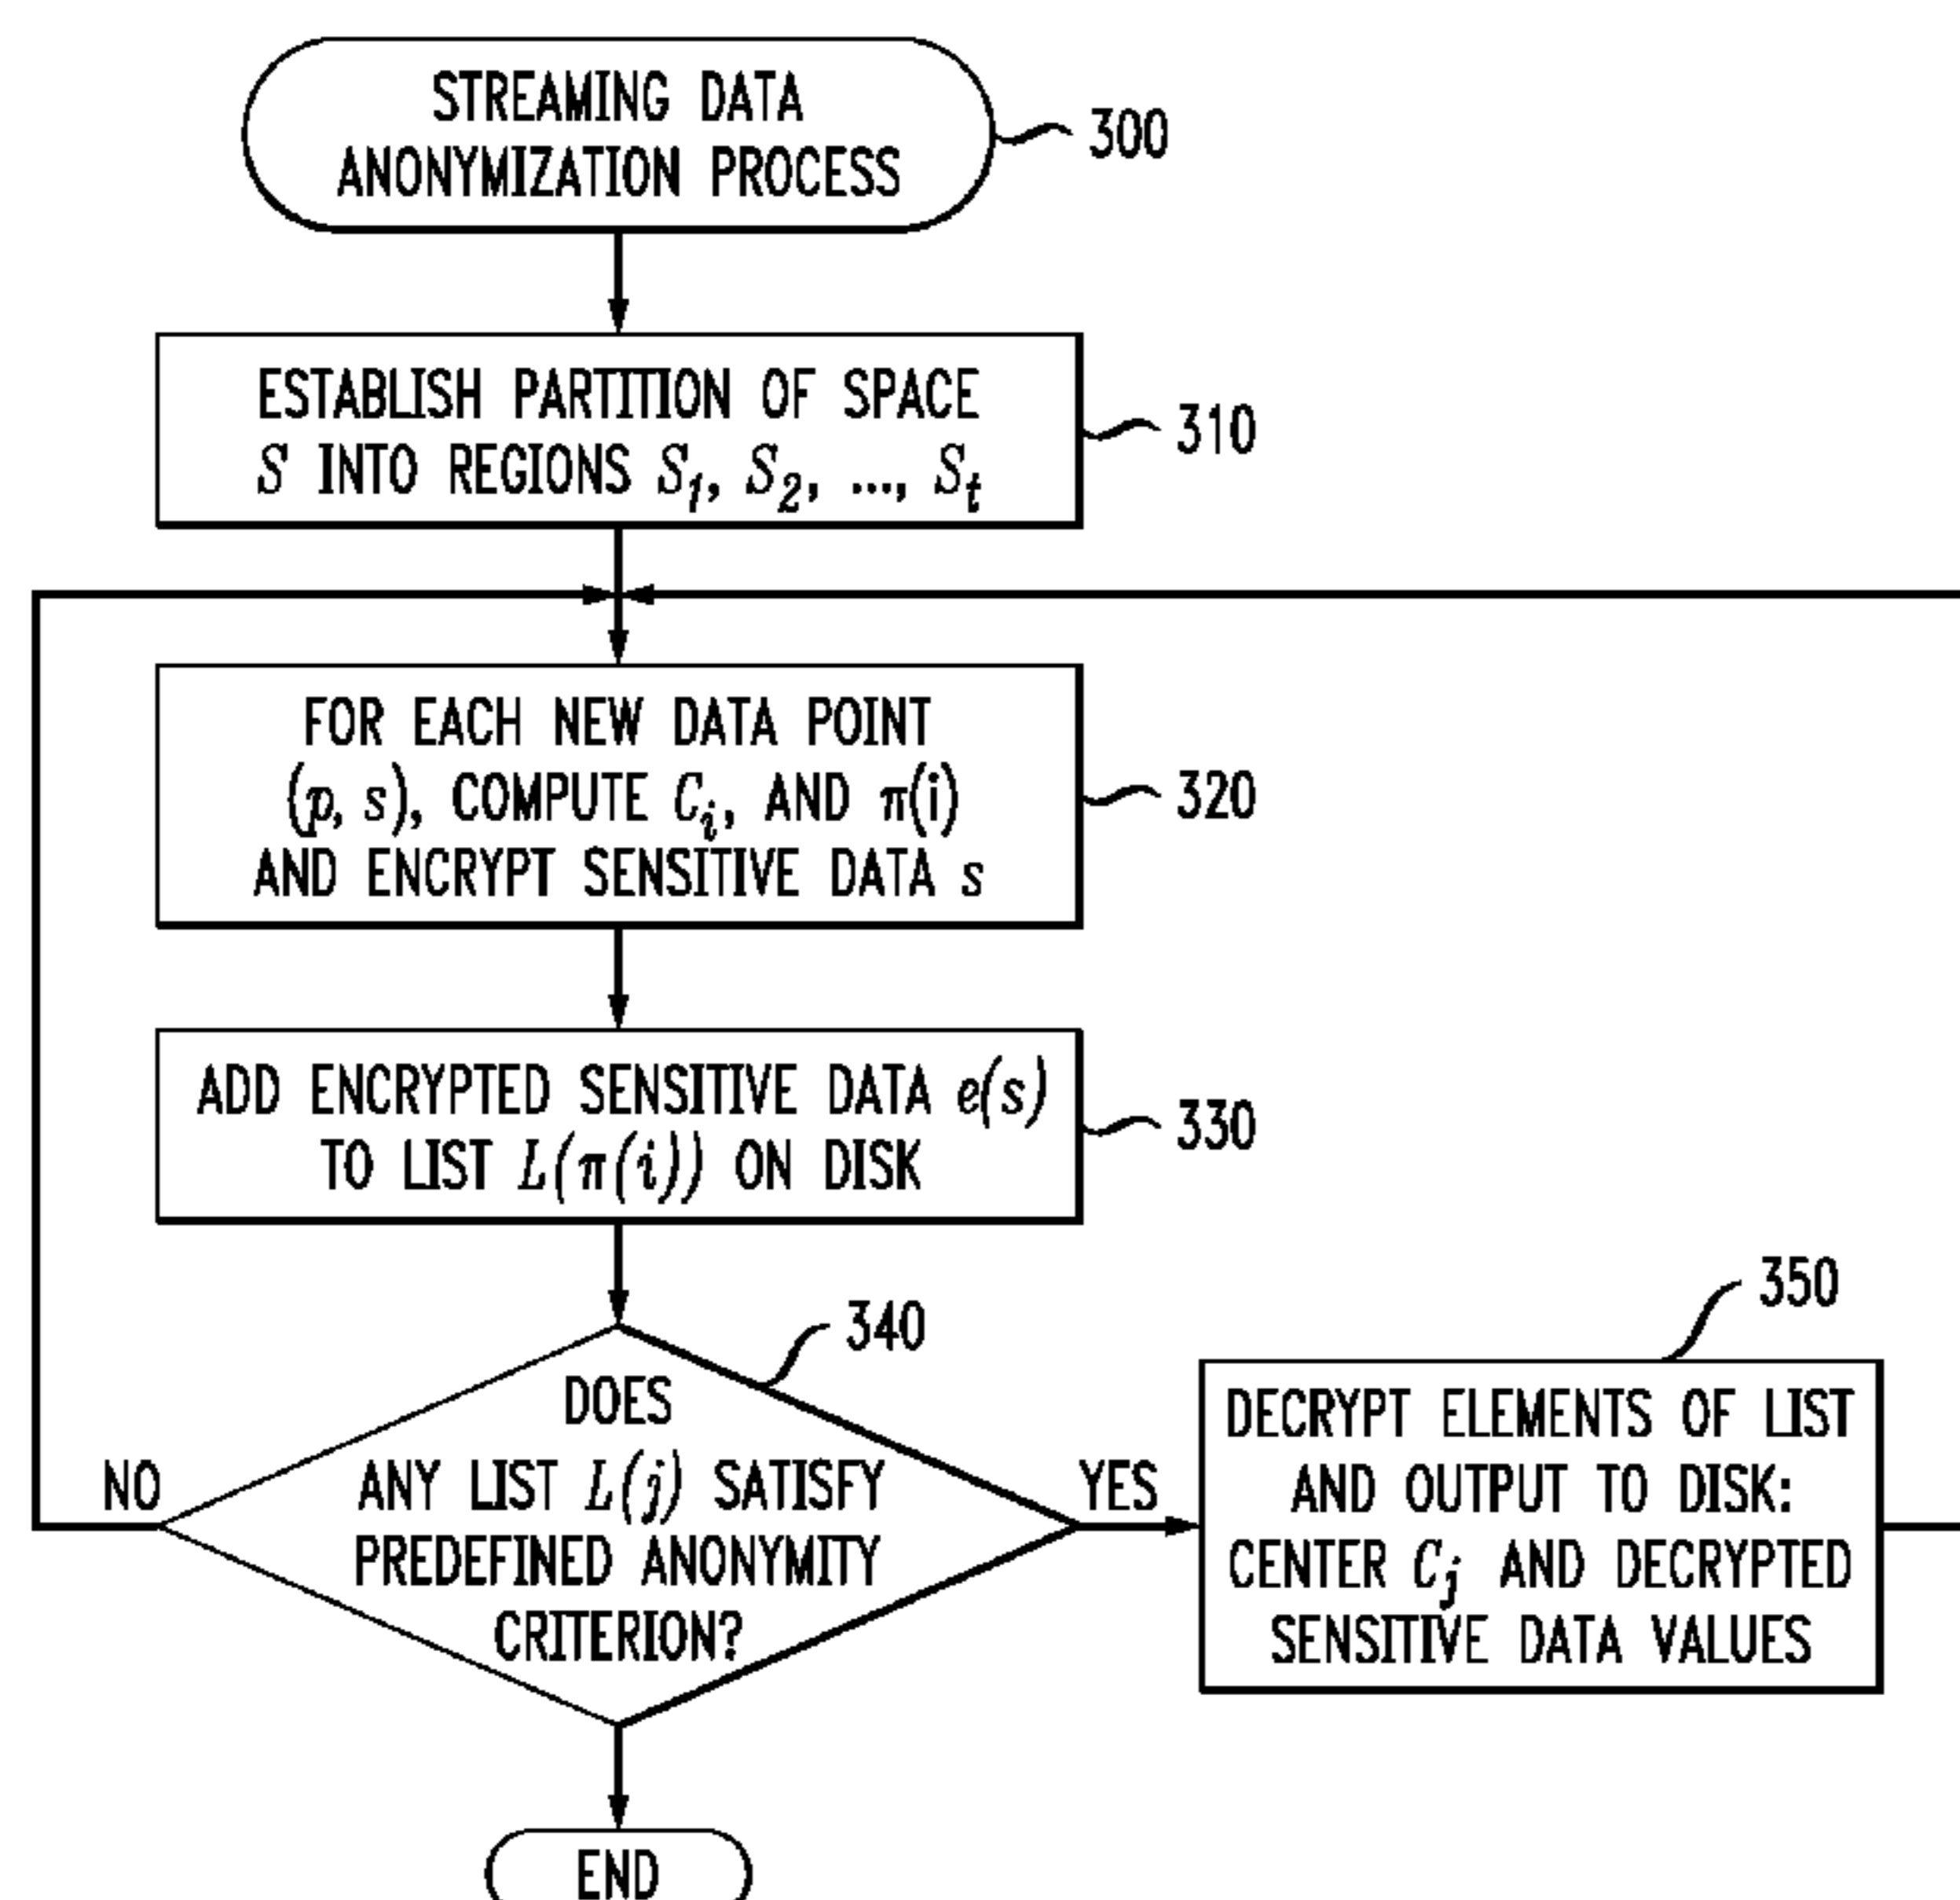 STREAMING DATA
ANONYMIZATION PROCESS
300
ESTABLISH PARTITION OF SPACE
S INTO REGIONS S1, S2, ..., St
310
FOR EACH NEW DATA POINT
(p, s), COMPUTE Ci, AND π(i)
AND ENCRYPT SENSITIVE DATA s
320
ADD ENCRYPTED SENSITIVE DATA e(s)
TO LIST L(π(i)) ON DISK
330
340
DOES
ANY LIST L(j) SATISFY
PREDEFINED ANONYMITY
CRITERION?
NO
YES
350
DECRYPT ELEMENTS OF LIST
AND OUTPUT TO DISK:
CENTER Cj AND DECRYPTED
SENSITIVE DATA VALUES
END